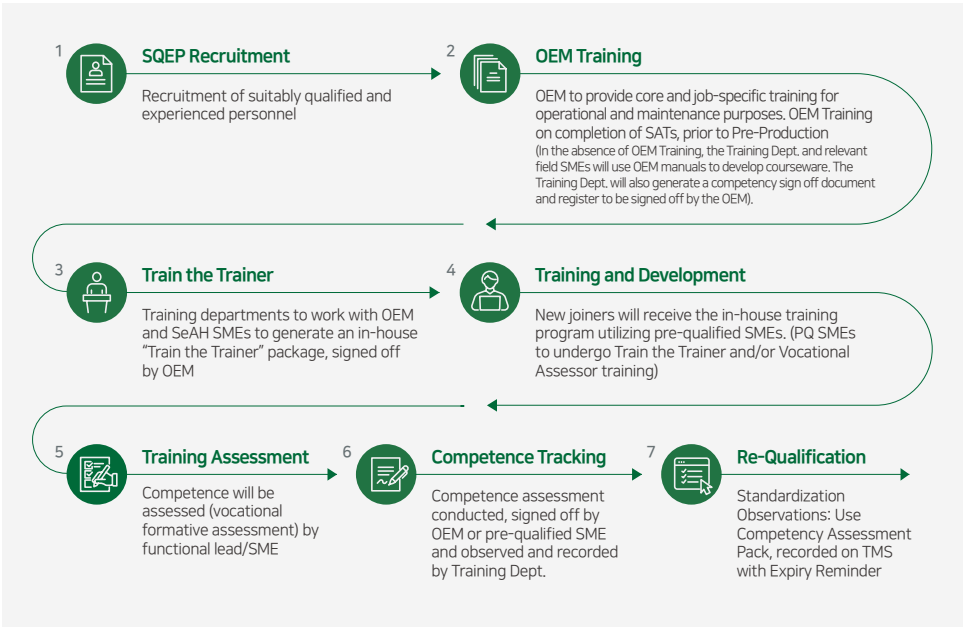 1
SQEP Recruitment
Recruitment of suitably qualified and
experienced personnel
2
OEM Training
OEM to provide core and job-specific training for
operational and maintenance purposes. OEM Training
on completion of SATs, prior to Pre-Production
(In the absence of OEM Training, the Training Dept. and relevant
field SMEs will use OEM manuals to develop courseware. The
Training Dept. will also generate a competency sign off document
and register to be signed off by the OEM).
3
Train the Trainer
Training departments to work with OEM
and SeAH SMEs to generate an in-house
“Train the Trainer” package, signed off
by OEM
4
Training and Development
New joiners will receive the in-house training
program utilizing pre-qualified SMEs. (PQ SMEs
to undergo Train the Trainer and/or Vocational
Assessor training)
5
Training Assessment
Competence will be
assessed (vocational
formative assessment) by
functional lead/SME
6
Competence Tracking
Competence assessment
conducted, signed off by
OEM or pre-qualified SME
and observed and recorded
by Training Dept.
7
Re-Qualification
Standardization
Observations: Use
Competency Assessment
Pack, recorded on TMS
with Expiry Reminder